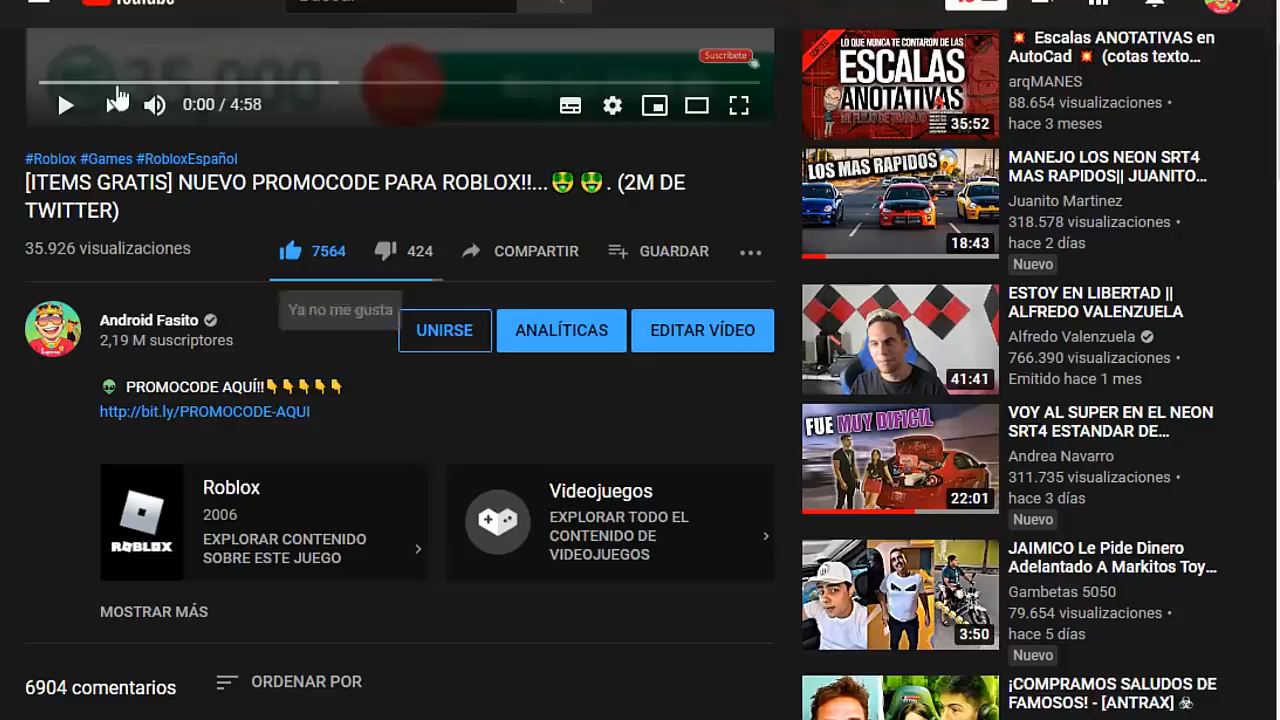 Suscríbete
0:00 / 4:58
#Roblox #Games #RobloxEspañol
[ITEMS GRATIS] NUEVO PROMOCODE PARA ROBLOX!!...🤑 🤑. (2M DE
TWITTER)
35.926 visualizaciones
7564
424
COMPARTIR
GUARDAR
Ya no me gusta
Android Fasito
2,19 M suscriptores
UNIRSE
ANALÍTICAS
EDITAR VÍDEO
👽 PROMOCODE AQUÍ!!👇👇👇👇👇
http://bit.ly/PROMOCODE-AQUI
ROBLOX
Roblox
2006
EXPLORAR CONTENIDO
SOBRE ESTE JUEGO
Videojuegos
EXPLORAR TODO EL
CONTENIDO DE
VIDEOJUEGOS
MOSTRAR MÁS
6904 comentarios
ORDENAR POR
LO QUE NUNCA TE CONTARON DE LAS
ESCALAS
ANOTATIVAS
35:52
💥 Escalas ANOTATIVAS en
AutoCad 💥 (cotas texto...
arqMANES
88.654 visualizaciones •
hace 3 meses
LOS MAS RAPIDOS
18:43
MANEJO LOS NEON SRT4
MAS RAPIDOS|| JUANITO...
Juanito Martinez
318.578 visualizaciones •
hace 2 días
Nuevo
41:41
ESTOY EN LIBERTAD ||
ALFREDO VALENZUELA
Alfredo Valenzuela
766.390 visualizaciones •
Emitido hace 1 mes
FUE MUY DIFICIL
22:01
VOY AL SUPER EN EL NEON
SRT4 ESTANDAR DE...
Andrea Navarro
311.735 visualizaciones •
hace 3 días
Nuevo
3:50
JAIMICO Le Pide Dinero
Adelantado A Markitos Toy...
Gambetas 5050
79.654 visualizaciones •
hace 5 días
Nuevo
¡COMPRAMOS SALUDOS DE
FAMOSOS! - [ANTRAX] ☣